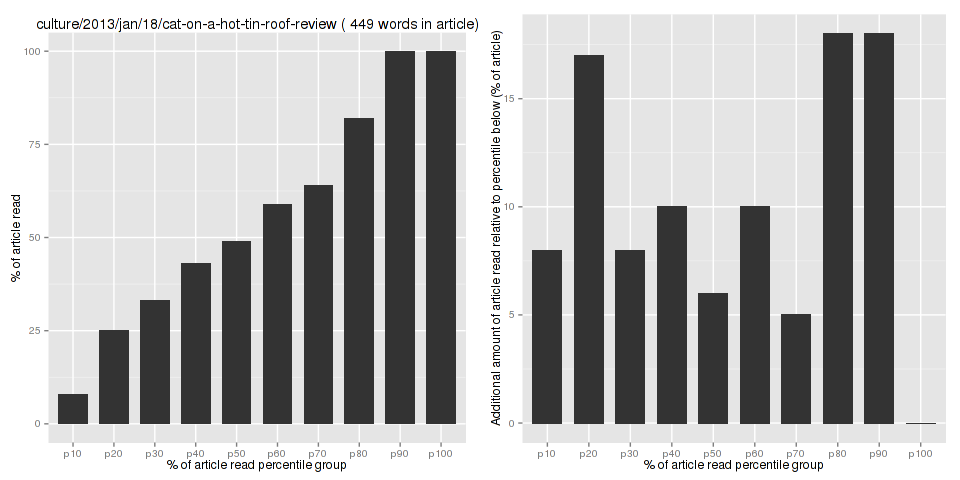 culture/2013/jan/18/cat-on-a-hot-tin-roof-review ( 449 words in article)
% of article read
100
75
50
25
0
p10 p20 p30 p40 p50 p60 p70 p80 p90 p100
% of article read percentile group
Additional amount of article read relative to percentile below (% of article)
15
10
5
0
p10 p20 p30 p40 p50 p60 p70 p80 p90 p100
% of article read percentile group